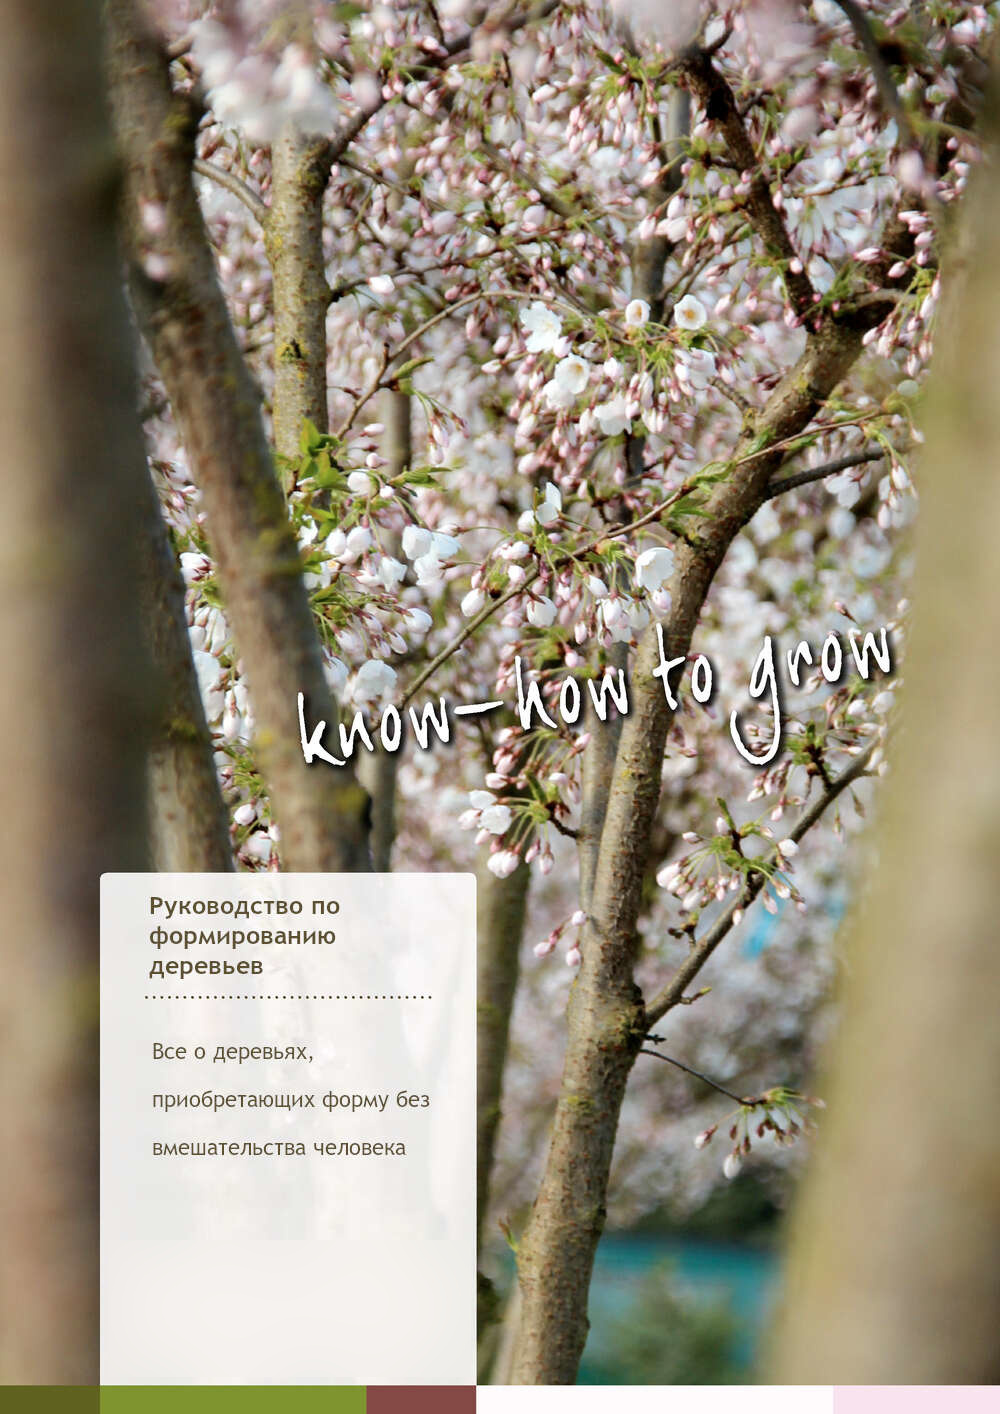 know-how to grow
Руководство по
формированию
деревьев
Все о деревьях,
приобретающих форму без
вмешательства человека